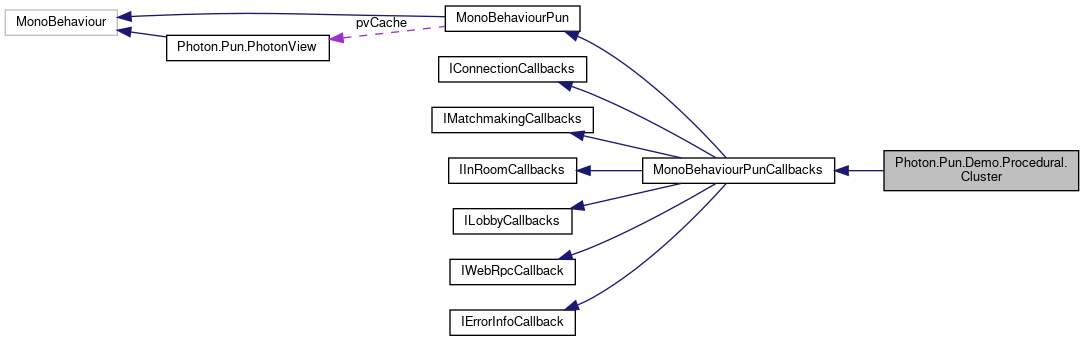 MonoBehaviour
pvCache
MonoBehaviourPun
Photon.Pun.PhotonView
IConnectionCallbacks
IMatchmakingCallbacks
IInRoomCallbacks
MonoBehaviourPunCallbacks
Photon.Pun.Demo.Procedural.
Cluster
ILobbyCallbacks
IWebRpcCallback
IErrorInfoCallback